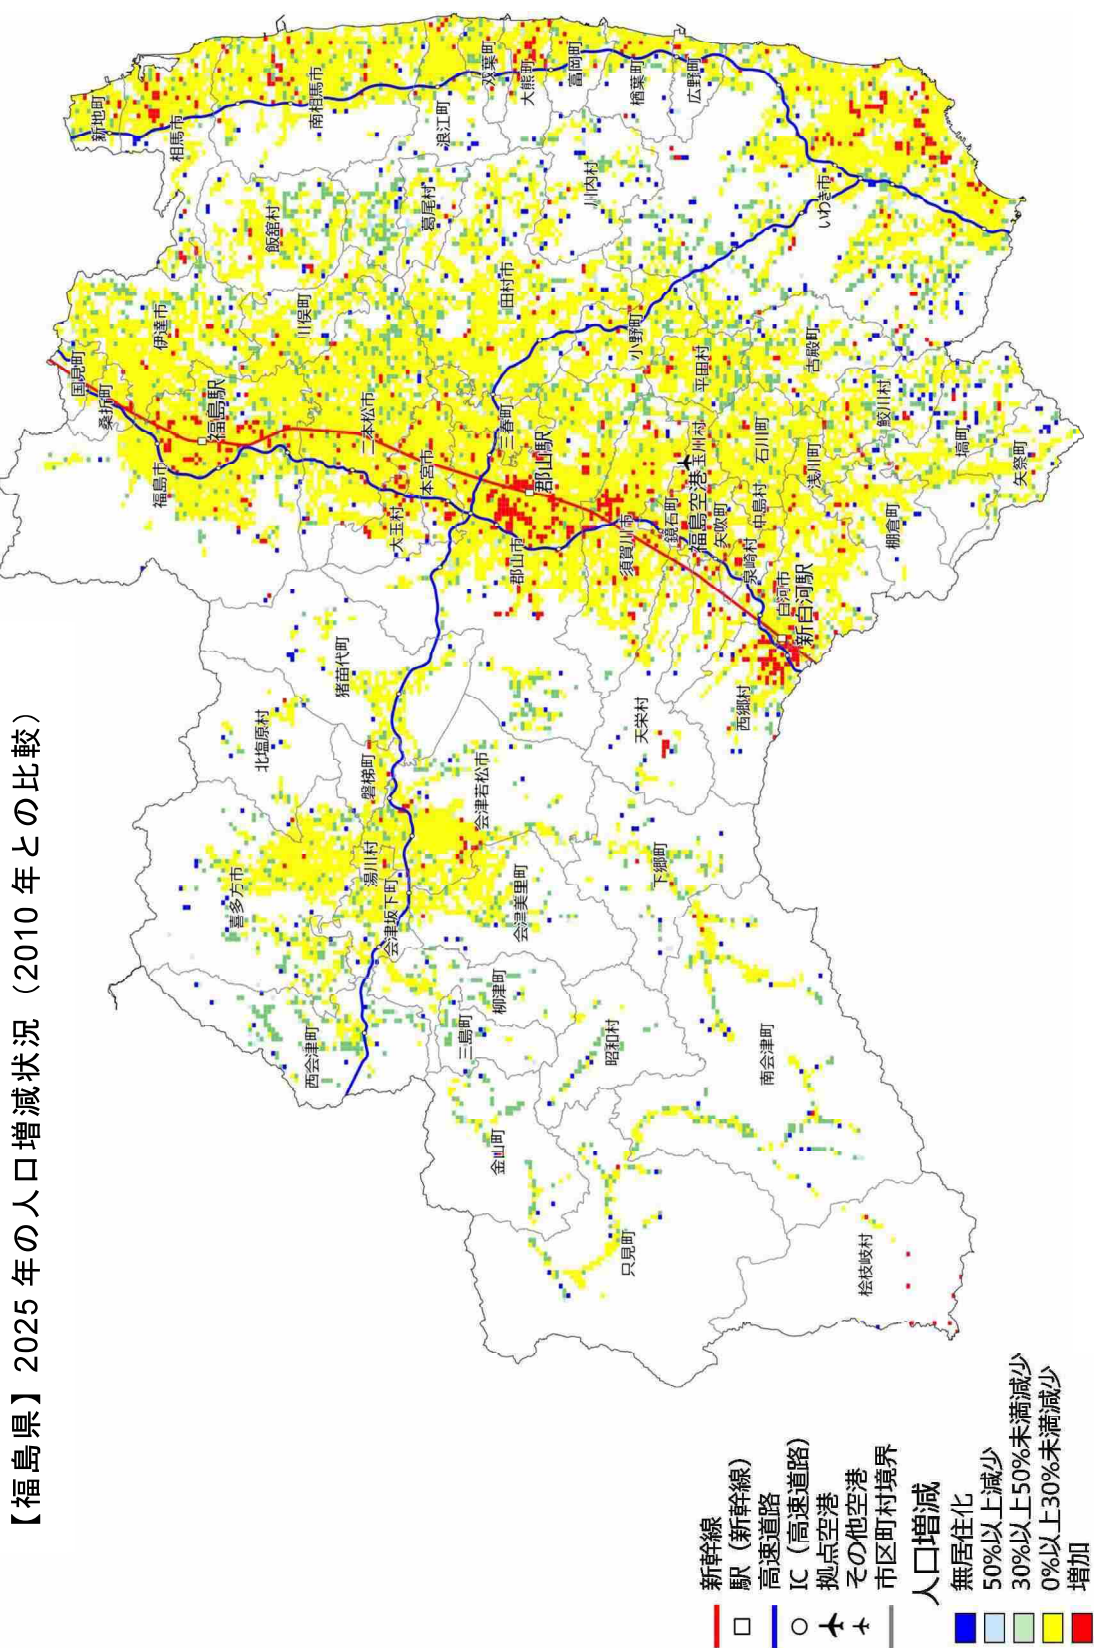 【福島県】2025年の人口増減状況（2010年との比較）
新地町
相馬市
南相馬市
飯舘村
浪江町
葛尾村
双葉町
大熊町
富岡町
楢葉町
広野町
川内村
いわき市
国見町
桑折町
伊達市
福島駅
福島市
川俣町
二本松市
本宮市
大玉村
田村市
三春町
郡山駅
郡山市
小野町
須賀川市
鏡石町
福島空港
玉川村
平田村
古殿町
石川町
矢吹町
中島村
浅川町
鮫川村
泉崎村
白河市
新白河駅
棚倉町
塙町
矢祭町
西郷村
天栄村
猪苗代町
北塩原村
磐梯町
喜多方市
湯川村
会津坂下町
会津若松市
会津美里町
下郷町
西会津町
柳津町
三島町
昭和村
南会津町
金山町
只見町
桧枝岐村
新幹線
駅（新幹線）
高速道路
IC（高速道路）
拠点空港
その他空港
市区町村境界
人口増減
無居住化
50%以上減少
30%以上50%未満減少
0%以上30%未満減少
増加